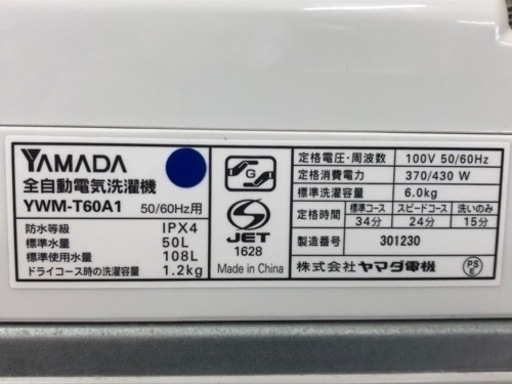 YAMADA
全自動電気洗濯機
YWM-T60A1 50/60Hz用
防水等級 IPX4
標準水量 50L
標準使用水量 108L
ドライコース時の洗濯容量 1.2kg
G
S
JET
1628
Made in China
定格電圧・周波数 100V 50/60Hz
定格消費電力 370/430 W
標準洗濯容量 6.0kg
定格時間 標準コース スピードコース 洗いのみ
34分 24分 15分
製造番号 301230
株式会社ヤマダ電機
PS
E